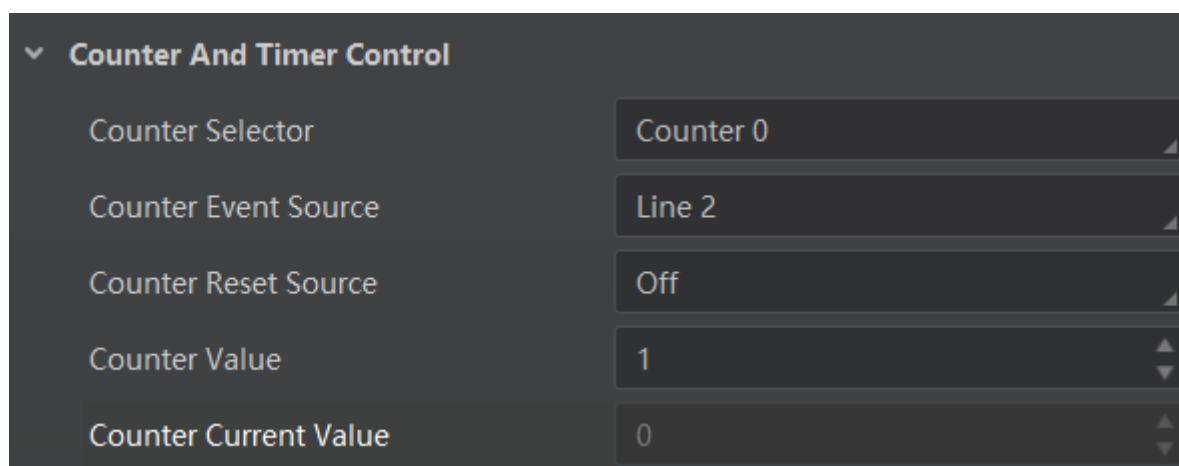 Counter And Timer Control
Counter Selector Counter 0
Counter Event Source Line 2
Counter Reset Source Off
Counter Value 1
Counter Current Value 0